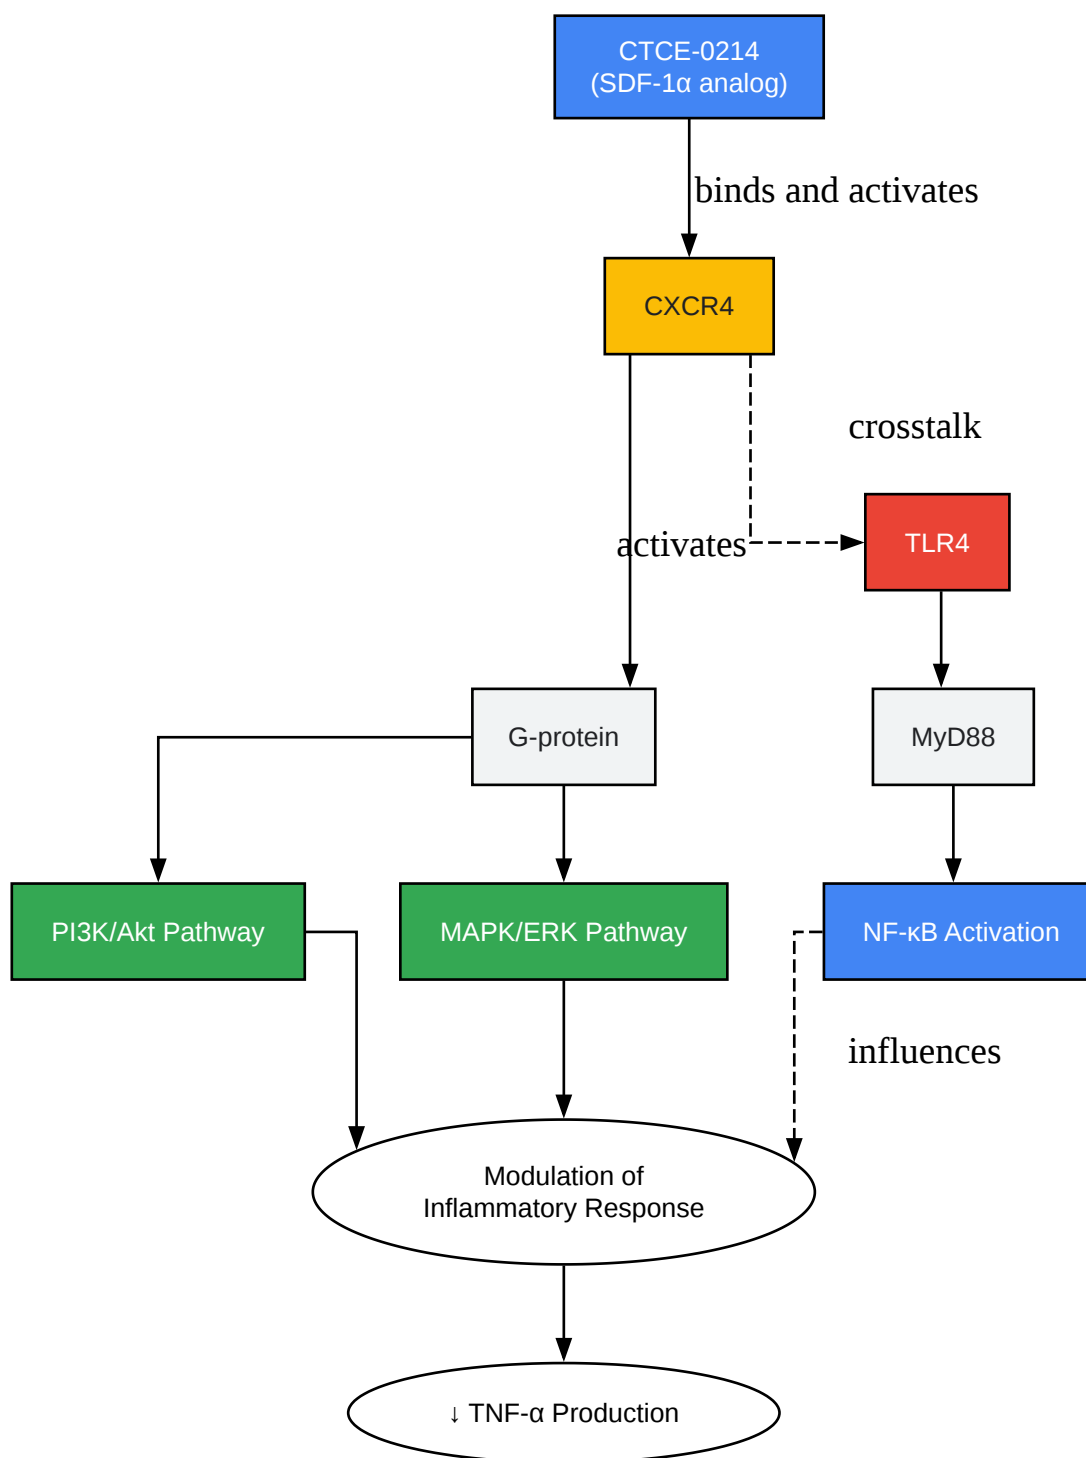 CTCE-0214
(SDF-1α analog)
binds and activates
CXCR4
crosstalk
activates
TLR4
G-protein
MyD88
PI3K/Akt Pathway
MAPK/ERK Pathway
NF-κB Activation
influences
Modulation of
Inflammatory Response
↓ TNF-α Production